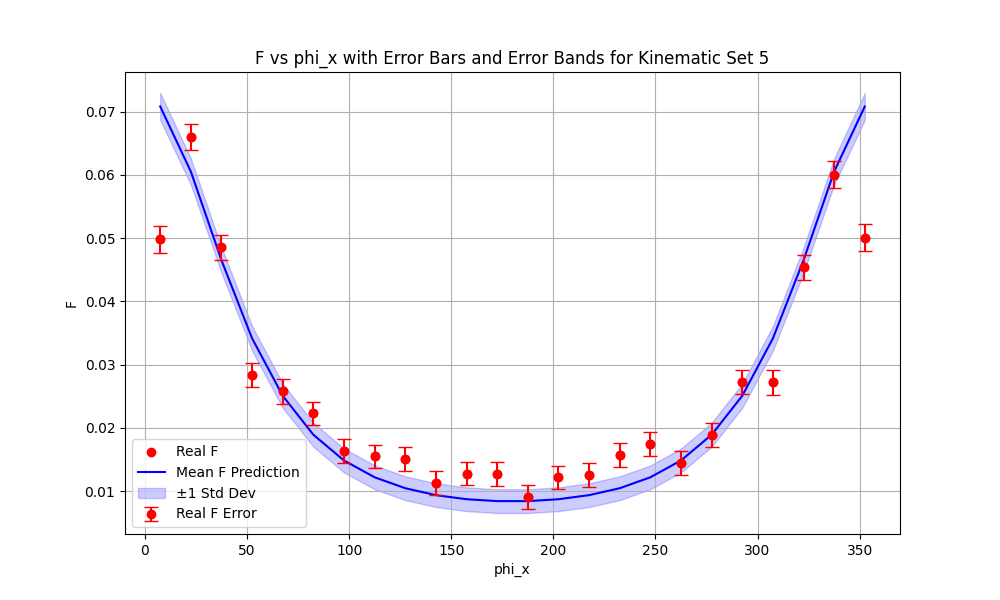 F vs phi_x with Error Bars and Error Bands for Kinematic Set 5
F
0.07
0.06
0.05
0.04
0.03
0.02
0.01
Real F
Mean F Prediction
±1 Std Dev
Real F Error
0 50 100 150 200 250 300 350
phi_x